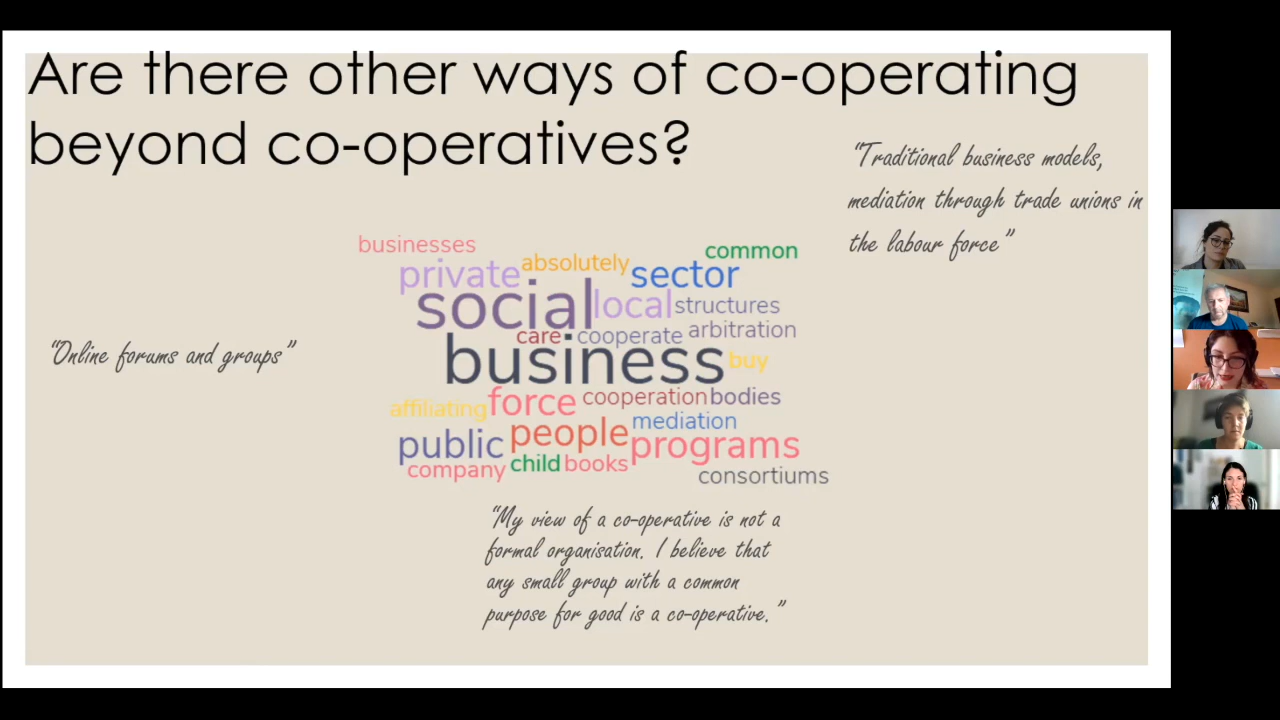 Are there other ways of co-operating
beyond co-operatives?
“Traditional business models,
mediation through trade unions in
the labour force”
businesses
common
absolutely
private
sector
social
local
structures
care
cooperate
arbitration
business
buy
“Online forums and groups”
force
cooperation
bodies
affiliating
mediation
people
public
programs
company
child
books
consortiums
“My view of a co-operative is not a
formal organisation. I believe that
any small group with a common
purpose for good is a co-operative.”